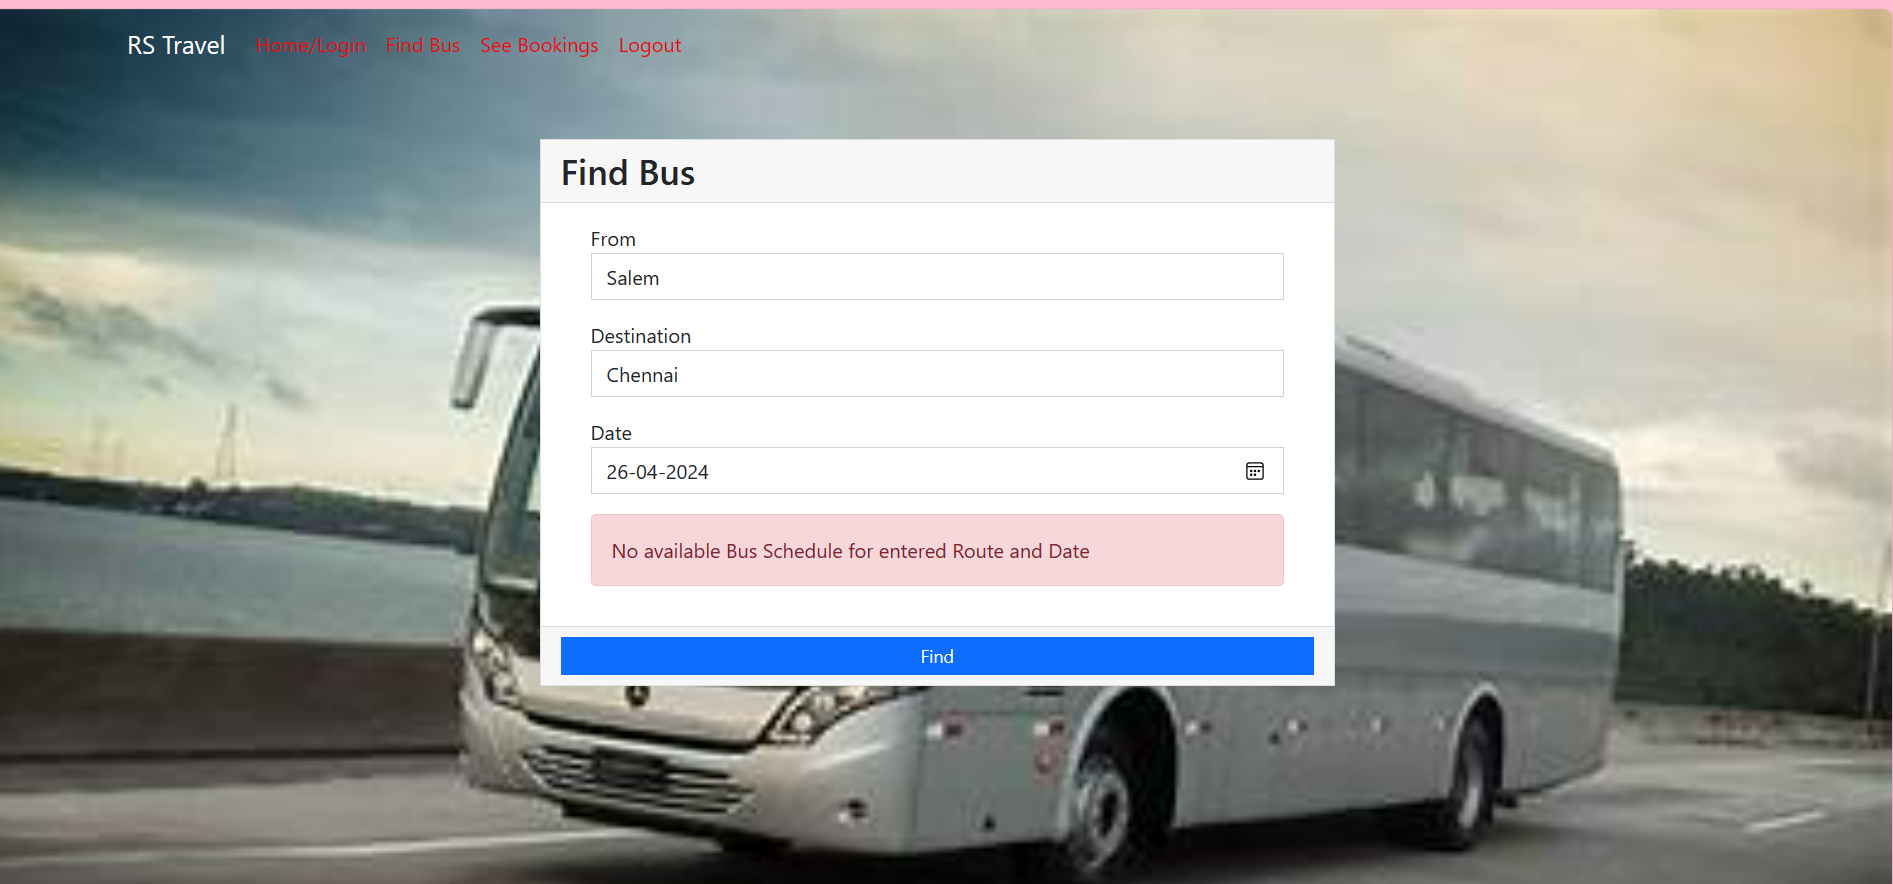 RS Travel Home/Login Find Bus See Bookings Logout
Find Bus
From
Salem
Destination
Chennai
Date
26-04-2024
No available Bus Schedule for entered Route and Date
Find